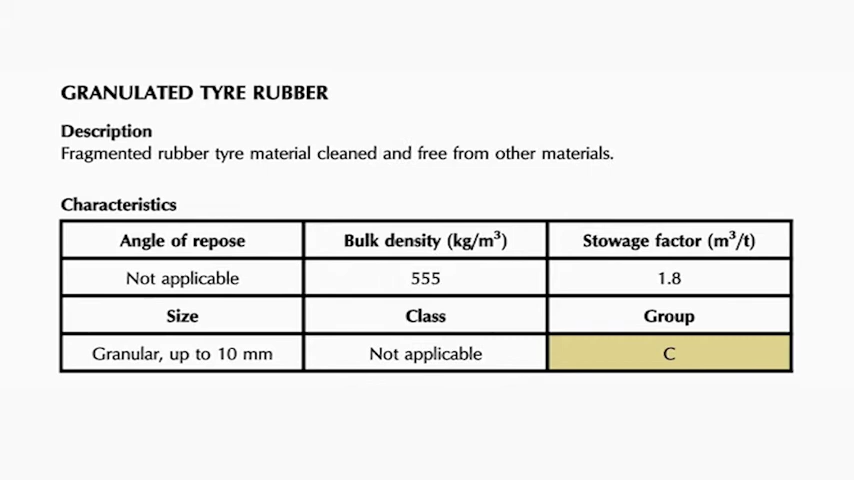 GRANULATED TYRE RUBBER
Description
Fragmented rubber tyre material cleaned and free from other materials.
Characteristics
Angle of repose Bulk density (kg/m³) Stowage factor (m³/t)
Not applicable 555 1.8
Size Class Group
Granular, up to 10 mm Not applicable C